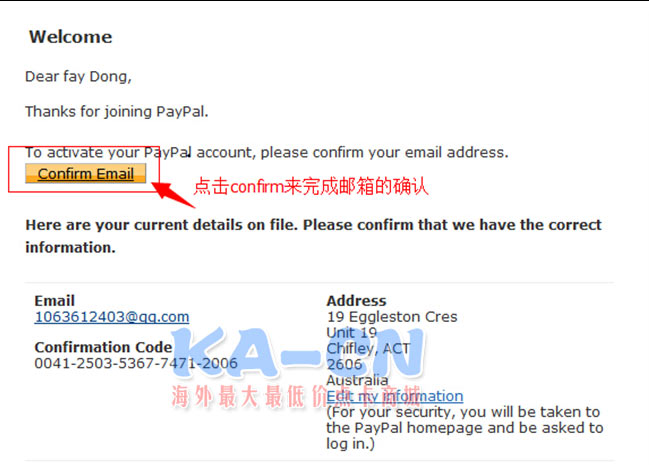 Welcome
Dear fay Dong,
Thanks for joining PayPal.
To activate your PayPal account, please confirm your email address.
Confirm Email
点击confirm来完成邮箱的确认
Here are your current details on file. Please confirm that we have the correct
information.
Email
1063612403@qq.com
Confirmation Code
0041-2503-5367-7471-2006
Address
19 Eggleston Cres
Unit 19
Chifley, ACT
2606
Australia
Edit my information
(For your security, you will be taken to
the PayPal homepage and be asked to
log in.)
KA-CN
海外最大最低价点卡商城